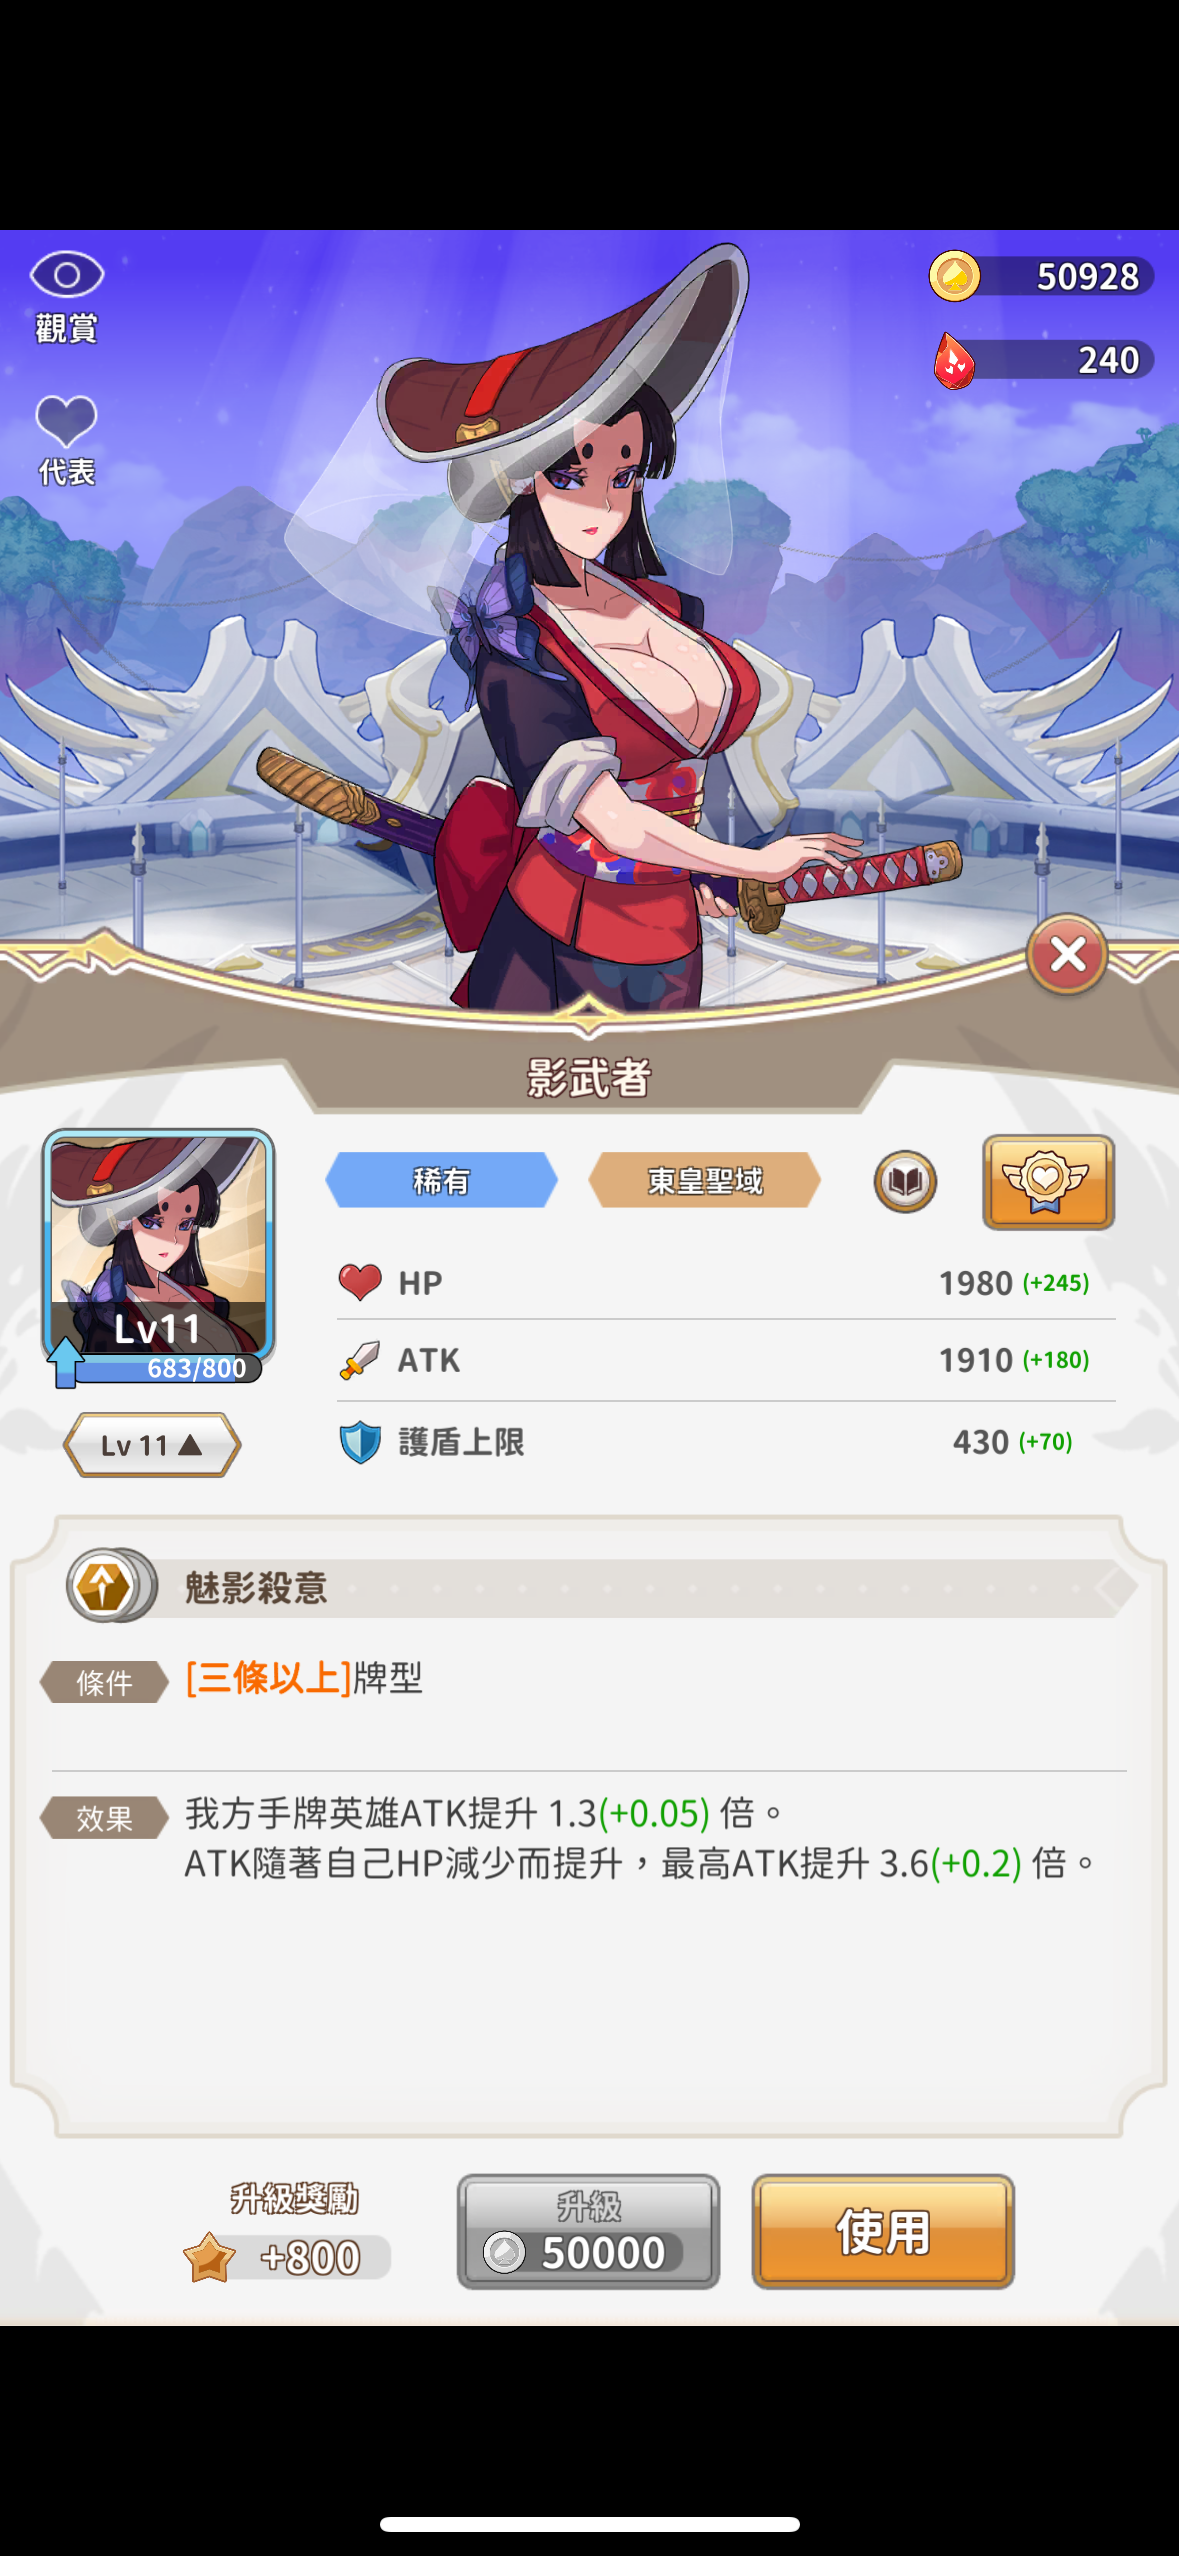 觀賞
50928
240
代表
影武者
稀有
東皇聖域
HP
1980 (+245)
Lv11
683/800
ATK
1910 (+180)
Lv 11 ▲
護盾上限
430 (+70)
魅影殺意
條件
[三條以上]牌型
效果
我方手牌英雄ATK提升 1.3(+0.05) 倍。
ATK隨著自己HP減少而提升，最高ATK提升 3.6(+0.2) 倍。
升級獎勵
+800
升級
50000
使用